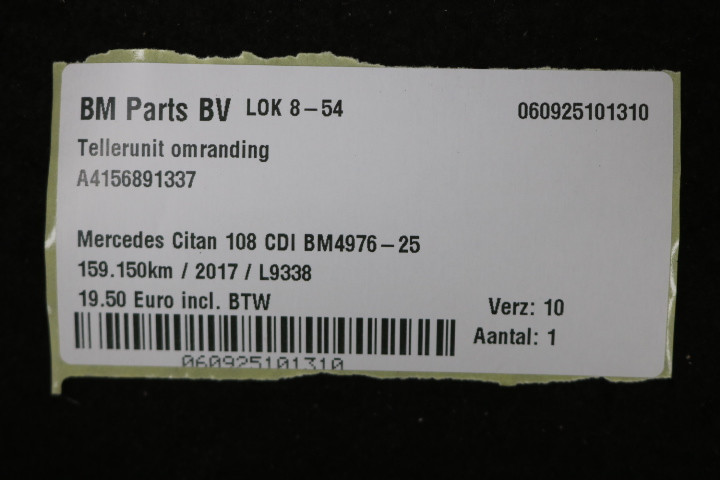 BM Parts BV LOK 8-54 060925101310
Tellerunit omranding
A4156891337
Mercedes Citan 108 CDI BM4976-25
159.150km / 2017 / L9338
19.50 Euro incl. BTW Verz: 10
Aantal: 1
060925101310